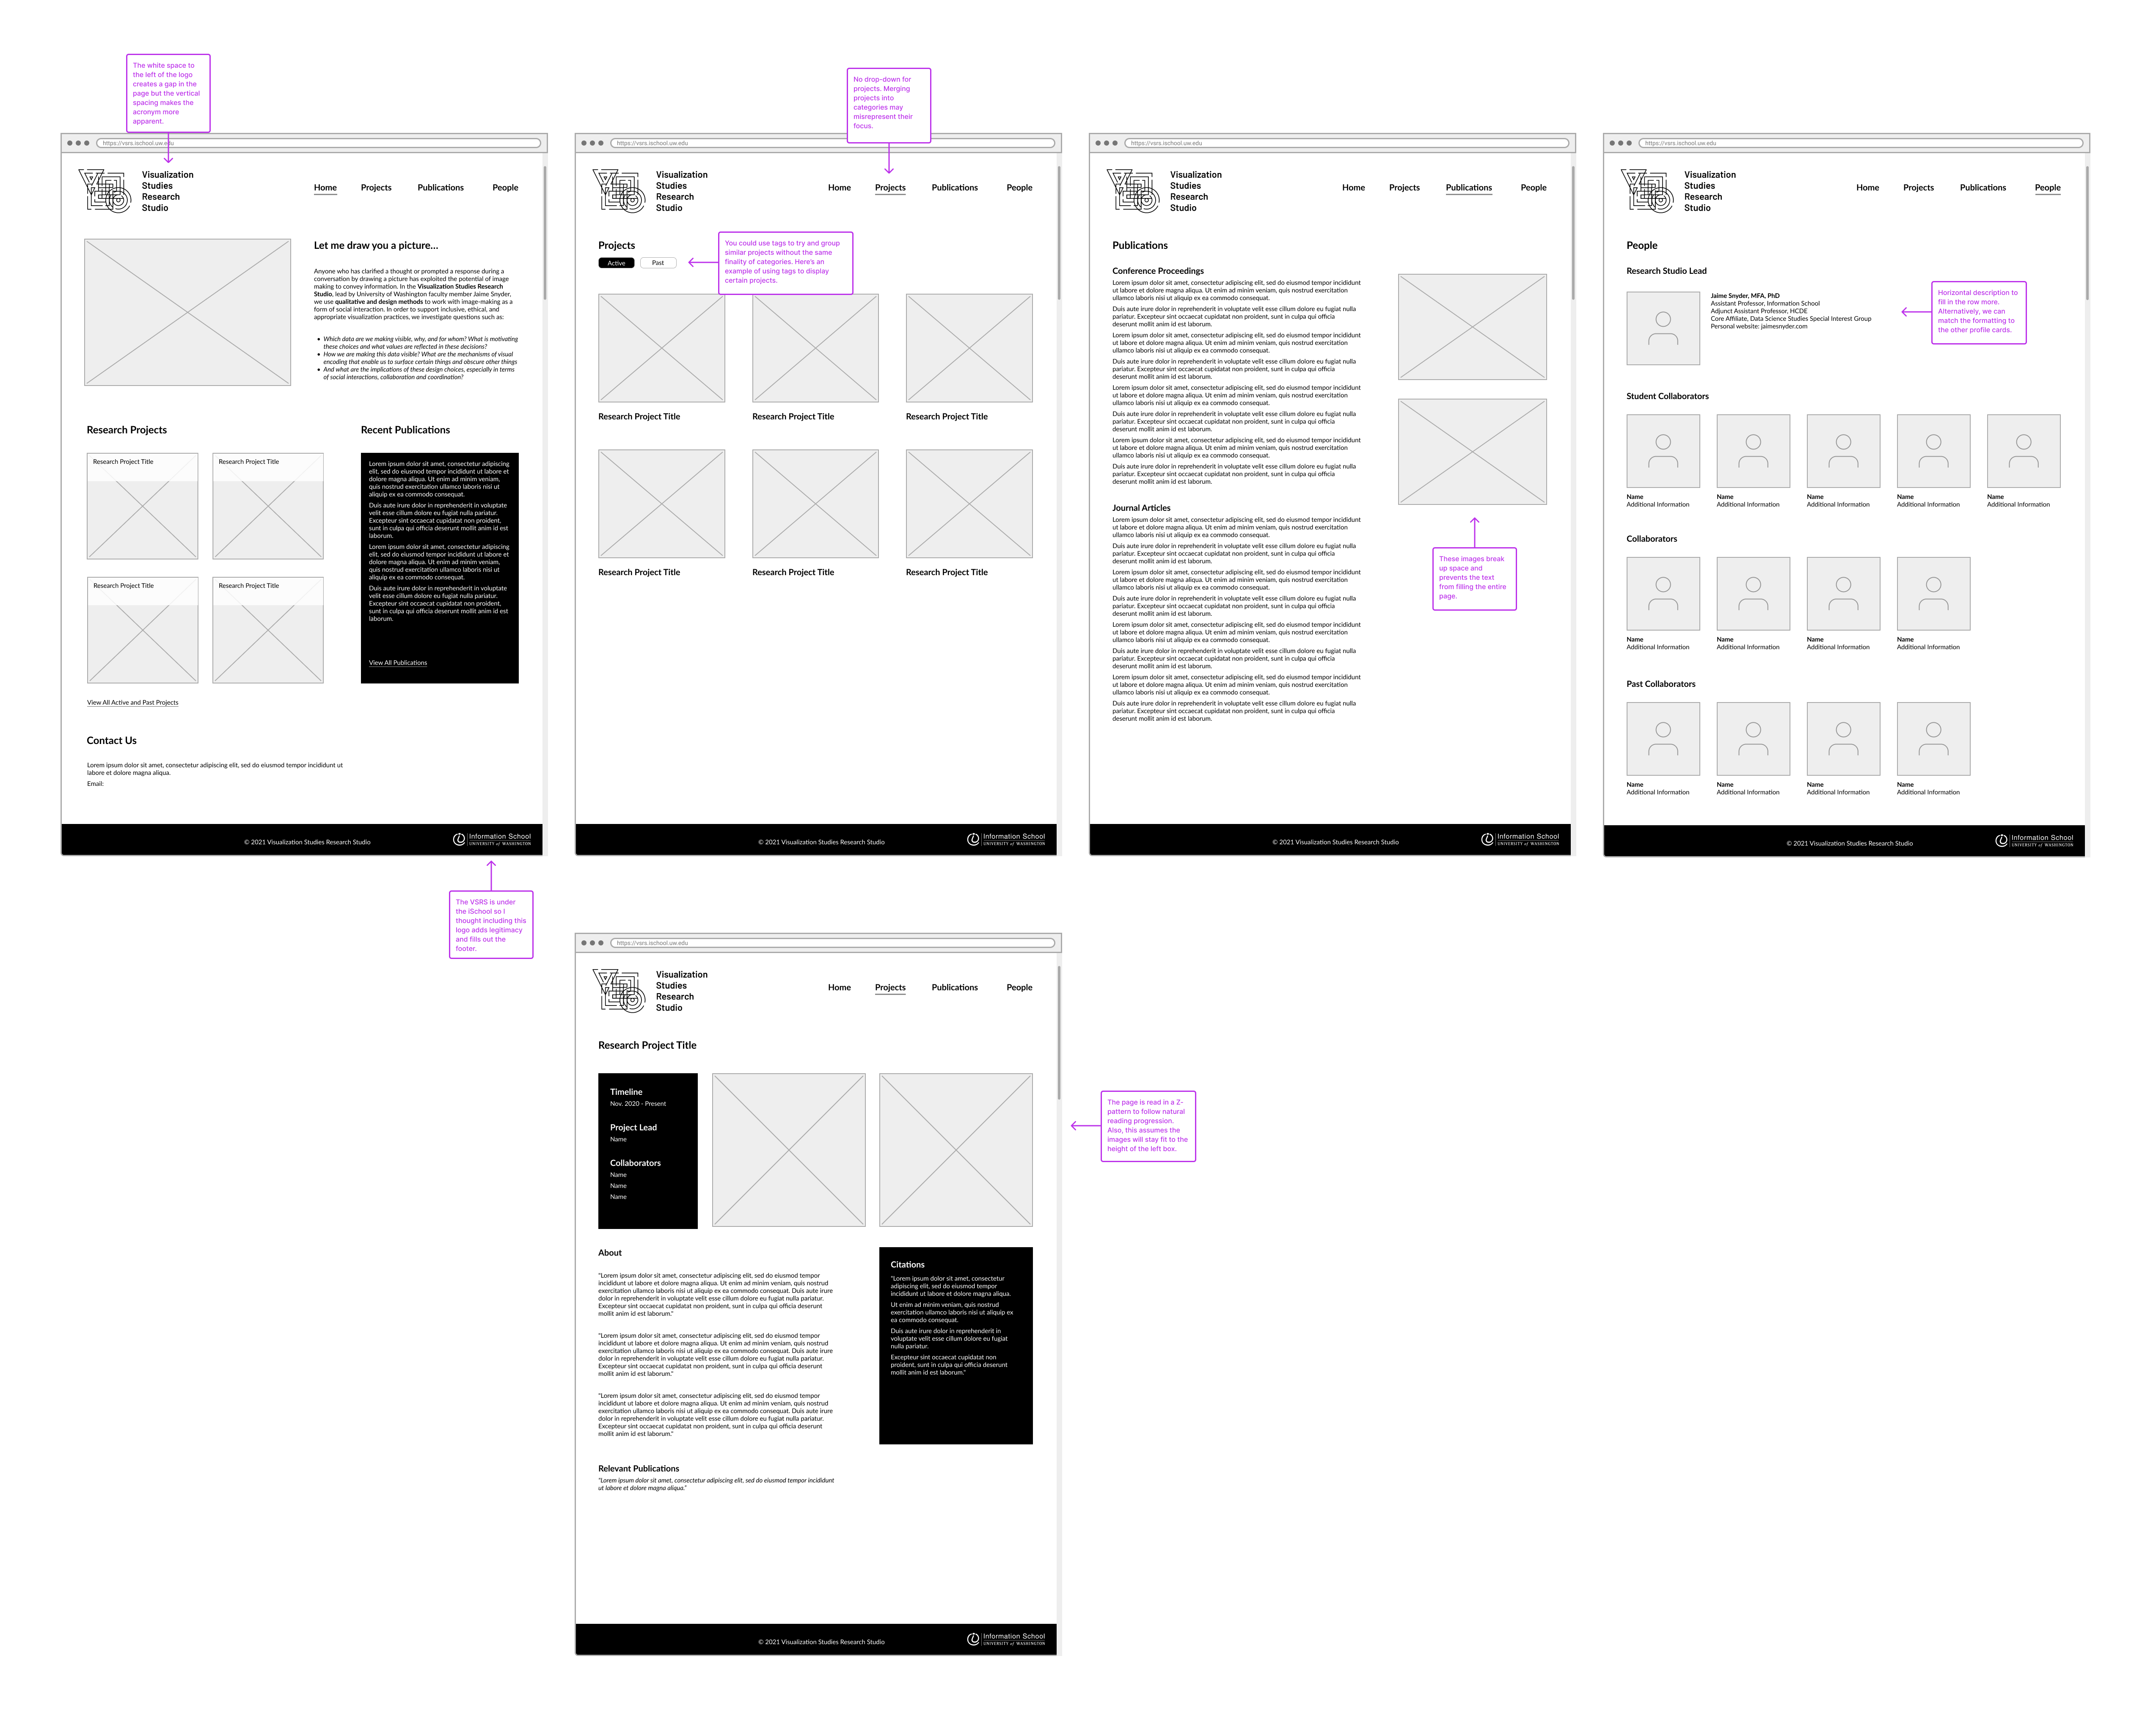 The white space to
the left of the logo
creates a gap in the
page but the vertical
spacing makes the
acronym more
apparent.
https://vsrs.ischool.uw.edu
Visualization
Studies
Research
Studio
Home
Projects
Publications
People
Let me draw you a picture...
Anyone who has clarified a thought or prompted a response during a
conversation by drawing a picture has exploited the potential of image
making to convey information. In the Visualization Studies Research
Studio, lead by University of Washington faculty member Jaime Snyder,
we use qualitative and design methods to work with image-making as a
form of social interaction. In order to support inclusive, ethical, and
appropriate visualization practices, we investigate questions such as:
• Which data are we making visible, why, and for whom? What is motivating
these choices and what values are reflected in these decisions?
• How we are making this data visible? What are the mechanisms of visual
encoding that enable us to surface certain things and obscure other things
• And what are the implications of these design choices, especially in terms
of social interactions, collaboration and coordination?
Research Projects
Research Project Title
Research Project Title
Research Project Title
Research Project Title
View All Active and Past Projects
Recent Publications
Lorem ipsum dolor sit amet, consectetur adipiscing
elit, sed do eiusmod tempor incididunt ut labore et
dolore magna aliqua. Ut enim ad minim veniam,
quis nostrud exercitation ullamco laboris nisi ut
aliquip ex ea commodo consequat.
Duis aute irure dolor in reprehenderit in voluptate
velit esse cillum dolore eu fugiat nulla pariatur.
Excepteur sint occaecat cupidatat non proident,
sunt in culpa qui officia deserunt mollit anim id est
laborum.
Lorem ipsum dolor sit amet, consectetur adipiscing
elit, sed do eiusmod tempor incididunt ut labore et
dolore magna aliqua. Ut enim ad minim veniam,
quis nostrud exercitation ullamco laboris nisi ut
aliquip ex ea commodo consequat.
Duis aute irure dolor in reprehenderit in voluptate
velit esse cillum dolore eu fugiat nulla pariatur.
Excepteur sint occaecat cupidatat non proident,
sunt in culpa qui officia deserunt mollit anim id est
laborum.
View All Publications
Contact Us
Lorem ipsum dolor sit amet, consectetur adipiscing elit, sed do eiusmod tempor incididunt ut
labore et dolore magna aliqua.
Email:
© 2021 Visualization Studies Research Studio
Information School
UNIVERSITY of WASHINGTON
The VSRS is under
the iSchool so I
thought including this
logo adds legitimacy
and fills out the
footer.
No drop-down for
projects. Merging
projects into
categories may
misrepresent their
focus.
https://vsrs.ischool.uw.edu
Visualization
Studies
Research
Studio
Home
Projects
Publications
People
Projects
Active
Past
You could use tags to try and group
similar projects without the same
finality of categories. Here's an
example of using tags to display
certain projects.
Research Project Title
Research Project Title
Research Project Title
Research Project Title
Research Project Title
Research Project Title
© 2021 Visualization Studies Research Studio
Information School
UNIVERSITY of WASHINGTON
https://vsrs.ischool.uw.edu
Visualization
Studies
Research
Studio
Home
Projects
Publications
People
Publications
Conference Proceedings
Lorem ipsum dolor sit amet, consectetur adipiscing elit, sed do eiusmod tempor incididunt
ut labore et dolore magna aliqua. Ut enim ad minim veniam, quis nostrud exercitation
ullamco laboris nisi ut aliquip ex ea commodo consequat.
Duis aute irure dolor in reprehenderit in voluptate velit esse cillum dolore eu fugiat nulla
pariatur. Excepteur sint occaecat cupidatat non proident, sunt in culpa qui officia
deserunt mollit anim id est laborum.
Lorem ipsum dolor sit amet, consectetur adipiscing elit, sed do eiusmod tempor incididunt
ut labore et dolore magna aliqua. Ut enim ad minim veniam, quis nostrud exercitation
ullamco laboris nisi ut aliquip ex ea commodo consequat.
Duis aute irure dolor in reprehenderit in voluptate velit esse cillum dolore eu fugiat nulla
pariatur. Excepteur sint occaecat cupidatat non proident, sunt in culpa qui officia
deserunt mollit anim id est laborum.
Lorem ipsum dolor sit amet, consectetur adipiscing elit, sed do eiusmod tempor incididunt
ut labore et dolore magna aliqua. Ut enim ad minim veniam, quis nostrud exercitation
ullamco laboris nisi ut aliquip ex ea commodo consequat.
Duis aute irure dolor in reprehenderit in voluptate velit esse cillum dolore eu fugiat nulla
pariatur. Excepteur sint occaecat cupidatat non proident, sunt in culpa qui officia
deserunt mollit anim id est laborum.
Lorem ipsum dolor sit amet, consectetur adipiscing elit, sed do eiusmod tempor incididunt
ut labore et dolore magna aliqua. Ut enim ad minim veniam, quis nostrud exercitation
ullamco laboris nisi ut aliquip ex ea commodo consequat.
Duis aute irure dolor in reprehenderit in voluptate velit esse cillum dolore eu fugiat nulla
pariatur. Excepteur sint occaecat cupidatat non proident, sunt in culpa qui officia
deserunt mollit anim id est laborum.
Journal Articles
Lorem ipsum dolor sit amet, consectetur adipiscing elit, sed do eiusmod tempor incididunt
ut labore et dolore magna aliqua. Ut enim ad minim veniam, quis nostrud exercitation
ullamco laboris nisi ut aliquip ex ea commodo consequat.
Duis aute irure dolor in reprehenderit in voluptate velit esse cillum dolore eu fugiat nulla
pariatur. Excepteur sint occaecat cupidatat non proident, sunt in culpa qui officia
deserunt mollit anim id est laborum.
Lorem ipsum dolor sit amet, consectetur adipiscing elit, sed do eiusmod tempor incididunt
ut labore et dolore magna aliqua. Ut enim ad minim veniam, quis nostrud exercitation
ullamco laboris nisi ut aliquip ex ea commodo consequat.
Duis aute irure dolor in reprehenderit in voluptate velit esse cillum dolore eu fugiat nulla
pariatur. Excepteur sint occaecat cupidatat non proident, sunt in culpa qui officia
deserunt mollit anim id est laborum.
Lorem ipsum dolor sit amet, consectetur adipiscing elit, sed do eiusmod tempor incididunt
ut labore et dolore magna aliqua. Ut enim ad minim veniam, quis nostrud exercitation
ullamco laboris nisi ut aliquip ex ea commodo consequat.
Duis aute irure dolor in reprehenderit in voluptate velit esse cillum dolore eu fugiat nulla
pariatur. Excepteur sint occaecat cupidatat non proident, sunt in culpa qui officia
deserunt mollit anim id est laborum.
Lorem ipsum dolor sit amet, consectetur adipiscing elit, sed do eiusmod tempor incididunt
ut labore et dolore magna aliqua. Ut enim ad minim veniam, quis nostrud exercitation
ullamco laboris nisi ut aliquip ex ea commodo consequat.
Duis aute irure dolor in reprehenderit in voluptate velit esse cillum dolore eu fugiat nulla
pariatur. Excepteur sint occaecat cupidatat non proident, sunt in culpa qui officia
deserunt mollit anim id est laborum.
These images break
up space and
prevents the text
from filling the entire
page.
© 2021 Visualization Studies Research Studio
Information School
UNIVERSITY of WASHINGTON
https://vsrs.ischool.uw.edu
Visualization
Studies
Research
Studio
Home
Projects
Publications
People
People
Research Studio Lead
Jaime Snyder, MFA, PhD
Assistant Professor, Information School
Adjunct Assistant Professor, HCDE
Core Affiliate, Data Science Studies Special Interest Group
Personal website: jaimesnyder.com
Horizontal description to
fill in the row more.
Alternatively, we can
match the formatting to
the other profile cards.
Student Collaborators
Name
Additional Information
Name
Additional Information
Name
Additional Information
Name
Additional Information
Name
Additional Information
Collaborators
Name
Additional Information
Name
Additional Information
Name
Additional Information
Name
Additional Information
Past Collaborators
Name
Additional Information
Name
Additional Information
Name
Additional Information
Name
Additional Information
© 2021 Visualization Studies Research Studio
Information School
UNIVERSITY of WASHINGTON
https://vsrs.ischool.uw.edu
Visualization
Studies
Research
Studio
Home
Projects
Publications
People
Research Project Title
Timeline
Nov. 2020 - Present
Project Lead
Name
Collaborators
Name
Name
Name
The page is read in a Z-
pattern to follow natural
reading progression.
Also, this assumes the
images will stay fit to the
height of the left box.
About
"Lorem ipsum dolor sit amet, consectetur adipiscing elit, sed do eiusmod tempor
incididunt ut labore et dolore magna aliqua. Ut enim ad minim veniam, quis nostrud
exercitation ullamco laboris nisi ut aliquip ex ea commodo consequat. Duis aute irure
dolor in reprehenderit in voluptate velit esse cillum dolore eu fugiat nulla pariatur.
Excepteur sint occaecat cupidatat non proident, sunt in culpa qui officia deserunt
mollit anim id est laborum."
"Lorem ipsum dolor sit amet, consectetur adipiscing elit, sed do eiusmod tempor
incididunt ut labore et dolore magna aliqua. Ut enim ad minim veniam, quis nostrud
exercitation ullamco laboris nisi ut aliquip ex ea commodo consequat. Duis aute irure
dolor in reprehenderit in voluptate velit esse cillum dolore eu fugiat nulla pariatur.
Excepteur sint occaecat cupidatat non proident, sunt in culpa qui officia deserunt
mollit anim id est laborum."
"Lorem ipsum dolor sit amet, consectetur adipiscing elit, sed do eiusmod tempor
incididunt ut labore et dolore magna aliqua. Ut enim ad minim veniam, quis nostrud
exercitation ullamco laboris nisi ut aliquip ex ea commodo consequat. Duis aute irure
dolor in reprehenderit in voluptate velit esse cillum dolore eu fugiat nulla pariatur.
Excepteur sint occaecat cupidatat non proident, sunt in culpa qui officia deserunt
mollit anim id est laborum."
Citations
"Lorem ipsum dolor sit amet, consectetur
adipiscing elit, sed do eiusmod tempor
incididunt ut labore et dolore magna aliqua.
Ut enim ad minim veniam, quis nostrud
exercitation ullamco laboris nisi ut aliquip ex
ea commodo consequat.
Duis aute irure dolor in reprehenderit in
voluptate velit esse cillum dolore eu fugiat
nulla pariatur.
Excepteur sint occaecat cupidatat non
proident, sunt in culpa qui officia deserunt
mollit anim id est laborum."
Relevant Publications
"Lorem ipsum dolor sit amet, consectetur adipiscing elit, sed do eiusmod tempor incididunt
ut labore et dolore magna aliqua."
© 2021 Visualization Studies Research Studio
Information School
UNIVERSITY of WASHINGTON